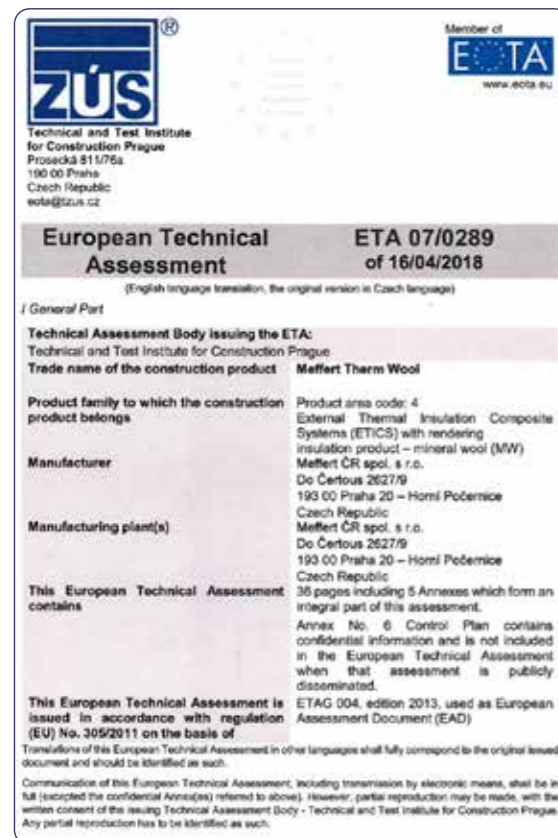 ZÚS
®
Technical and Test Institute
for Construction Prague
Prosecká 811/76a
190 00 Praha
Czech Republic
eota@tzus.cz
Member of
E TA
www.eota.eu
European Technical
Assessment
ETA 07/0289
of 16/04/2018
(English language translation, the original version in Czech language)
I General Part
Technical Assessment Body issuing the ETA:
Technical and Test Institute for Construction Prague
Trade name of the construction product
Meffert Therm Wool
Product family to which the construction
product belongs
Product area code: 4
External Thermal Insulation Composite
Systems (ETICS) with rendering
insulation product – mineral wool (MW)
Manufacturer
Meffert ČR spol. s r.o.
Do Čertous 2627/9
193 00 Praha 20 – Horní Počernice
Czech Republic
Manufacturing plant(s)
Meffert ČR spol. s r.o.
Do Čertous 2627/9
193 00 Praha 20 – Horní Počernice
Czech Republic
This European Technical Assessment
contains
36 pages including 5 Annexes which form an
integral part of this assessment.
Annex No. 6 Control Plan contains
confidential information and is not included
in the European Technical Assessment
when that assessment is publicly
disseminated.
This European Technical Assessment is
issued in accordance with regulation
(EU) No. 305/2011 on the basis of
ETAG 004, edition 2013, used as European
Assessment Document (EAD)
Translations of this European Technical Assessment in other languages shall fully correspond to the original issued
document and should be identified as such.
Communication of this European Technical Assessment, including transmission by electronic means, shall be in
full (excepted the confidential Annex(es) referred to above). However, partial reproduction may be made, with the
written consent of the issuing Technical Assessment Body - Technical and Test Institute for Construction Prague.
Any partial reproduction has to be identified as such.